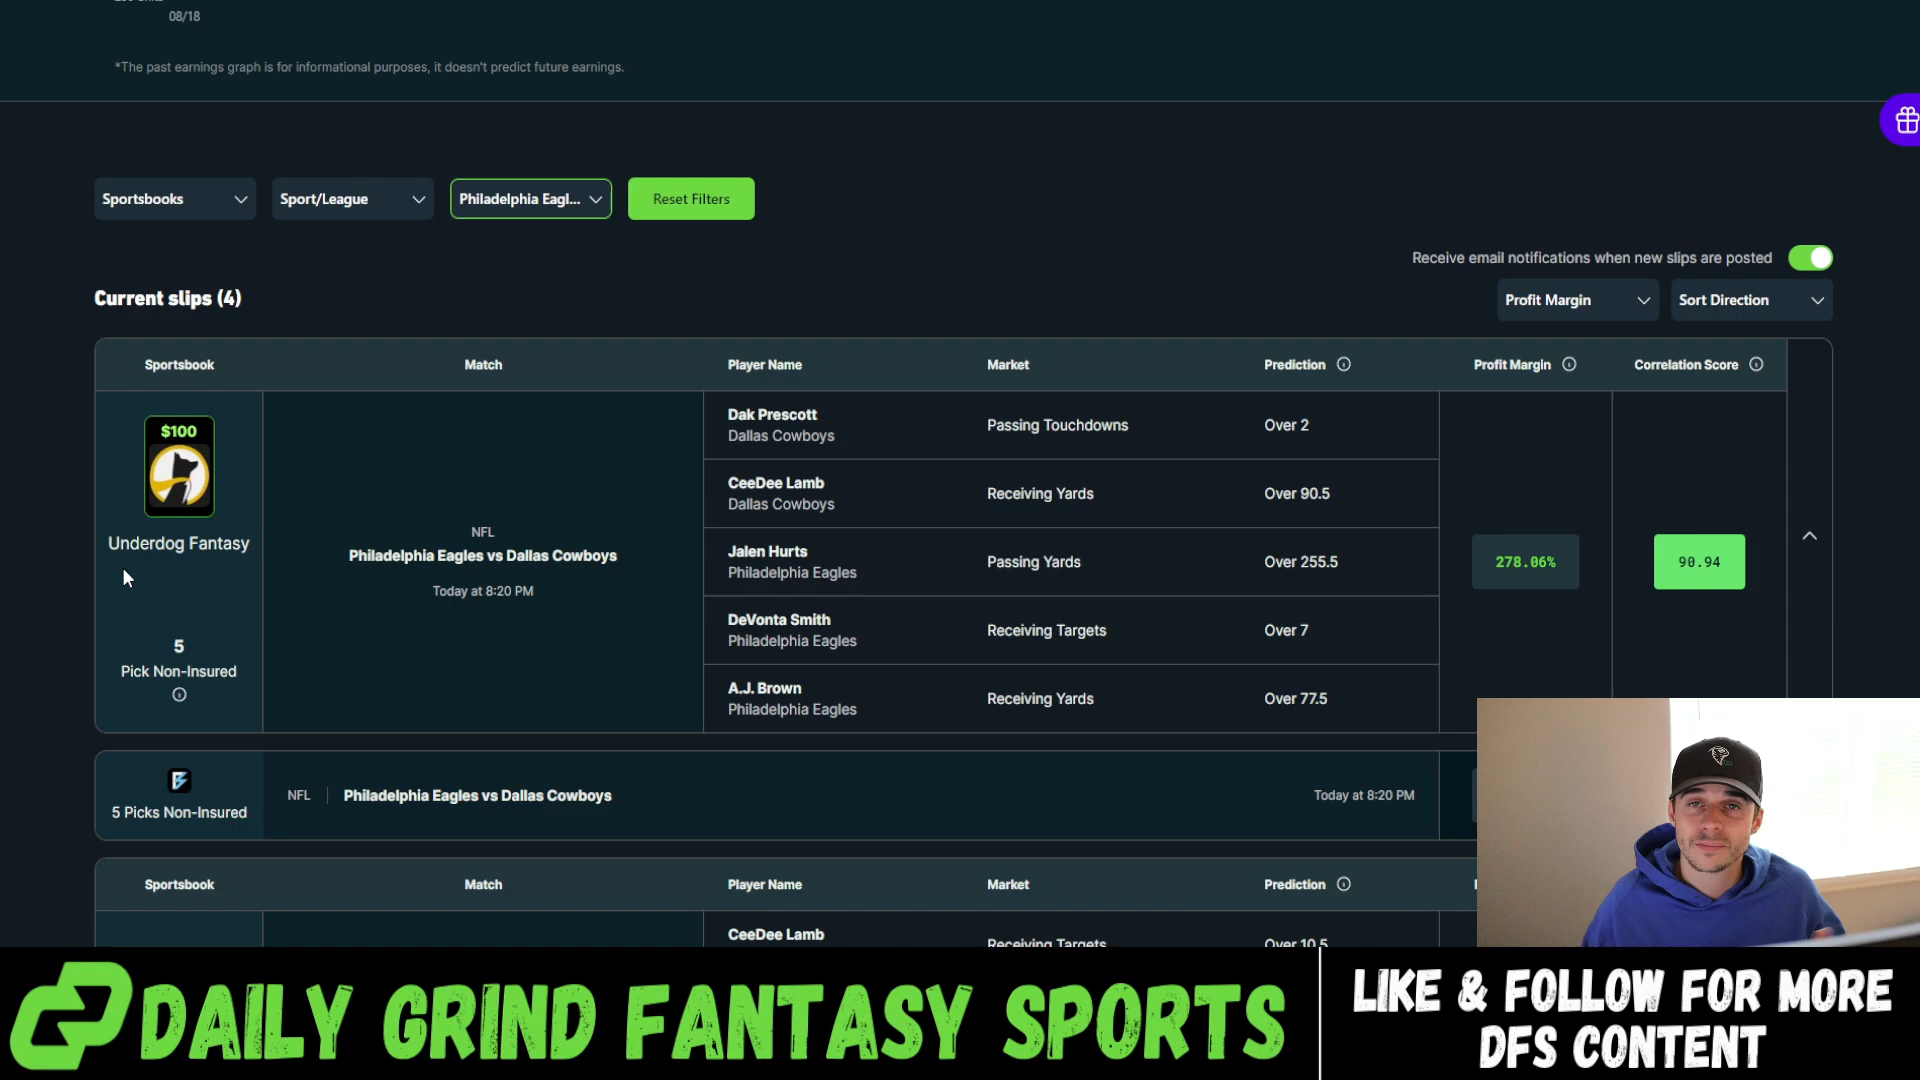 08/18
*The past earnings graph is for informational purposes, it doesn't predict future earnings.
Sportsbooks
Sport/League
Philadelphia Eagl...
Reset Filters
Receive email notifications when new slips are posted
Current slips (4)
Profit Margin
Sort Direction
Sportsbook
Match
Player Name
Market
Prediction
Profit Margin
Correlation Score
$100
Underdog Fantasy
5
Pick Non-Insured
NFL
Philadelphia Eagles vs Dallas Cowboys
Today at 8:20 PM
Dak Prescott
Dallas Cowboys
Passing Touchdowns
Over 2
CeeDee Lamb
Dallas Cowboys
Receiving Yards
Over 90.5
Jalen Hurts
Philadelphia Eagles
Passing Yards
Over 255.5
DeVonta Smith
Philadelphia Eagles
Receiving Targets
Over 7
A.J. Brown
Philadelphia Eagles
Receiving Yards
Over 77.5
278.06%
90.94
5 Picks Non-Insured
NFL
Philadelphia Eagles vs Dallas Cowboys
Today at 8:20 PM
Sportsbook
Match
Player Name
Market
Prediction
CeeDee Lamb
Receiving Targets
Over 10.5
DAILY GRIND FANTASY SPORTS
LIKE & FOLLOW FOR MORE
DFS CONTENT